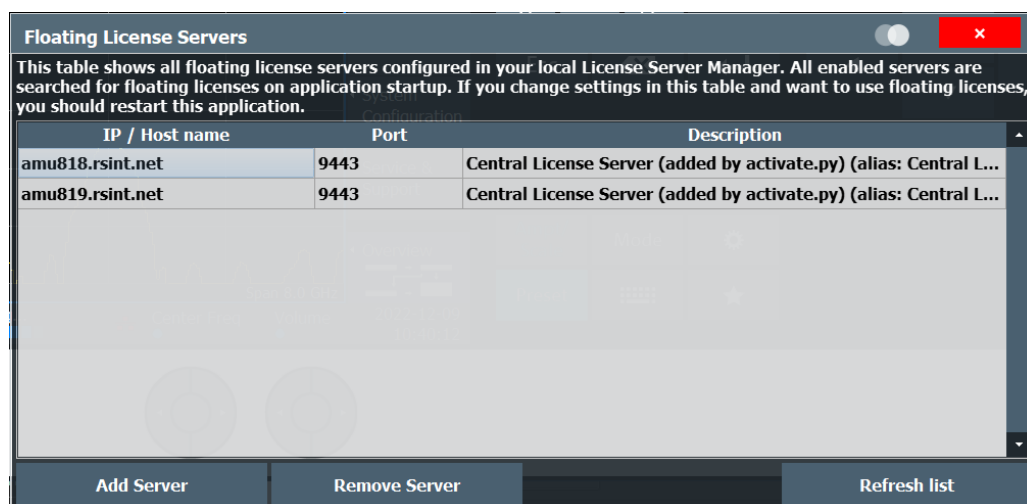 Floating License Servers
This table shows all floating license servers configured in your local License Server Manager. All enabled servers are
searched for floating licenses on application startup. If you change settings in this table and want to use floating licenses,
you should restart this application.
System
Configuration
IP / Host name Port Description
amu818.rsint.net 9443 Central License Server (added by activate.py) (alias: Central L...
amu819.rsint.net 9443 Central License Server (added by activate.py) (alias: Central L...
Mode
Add Server Remove Server Refresh list